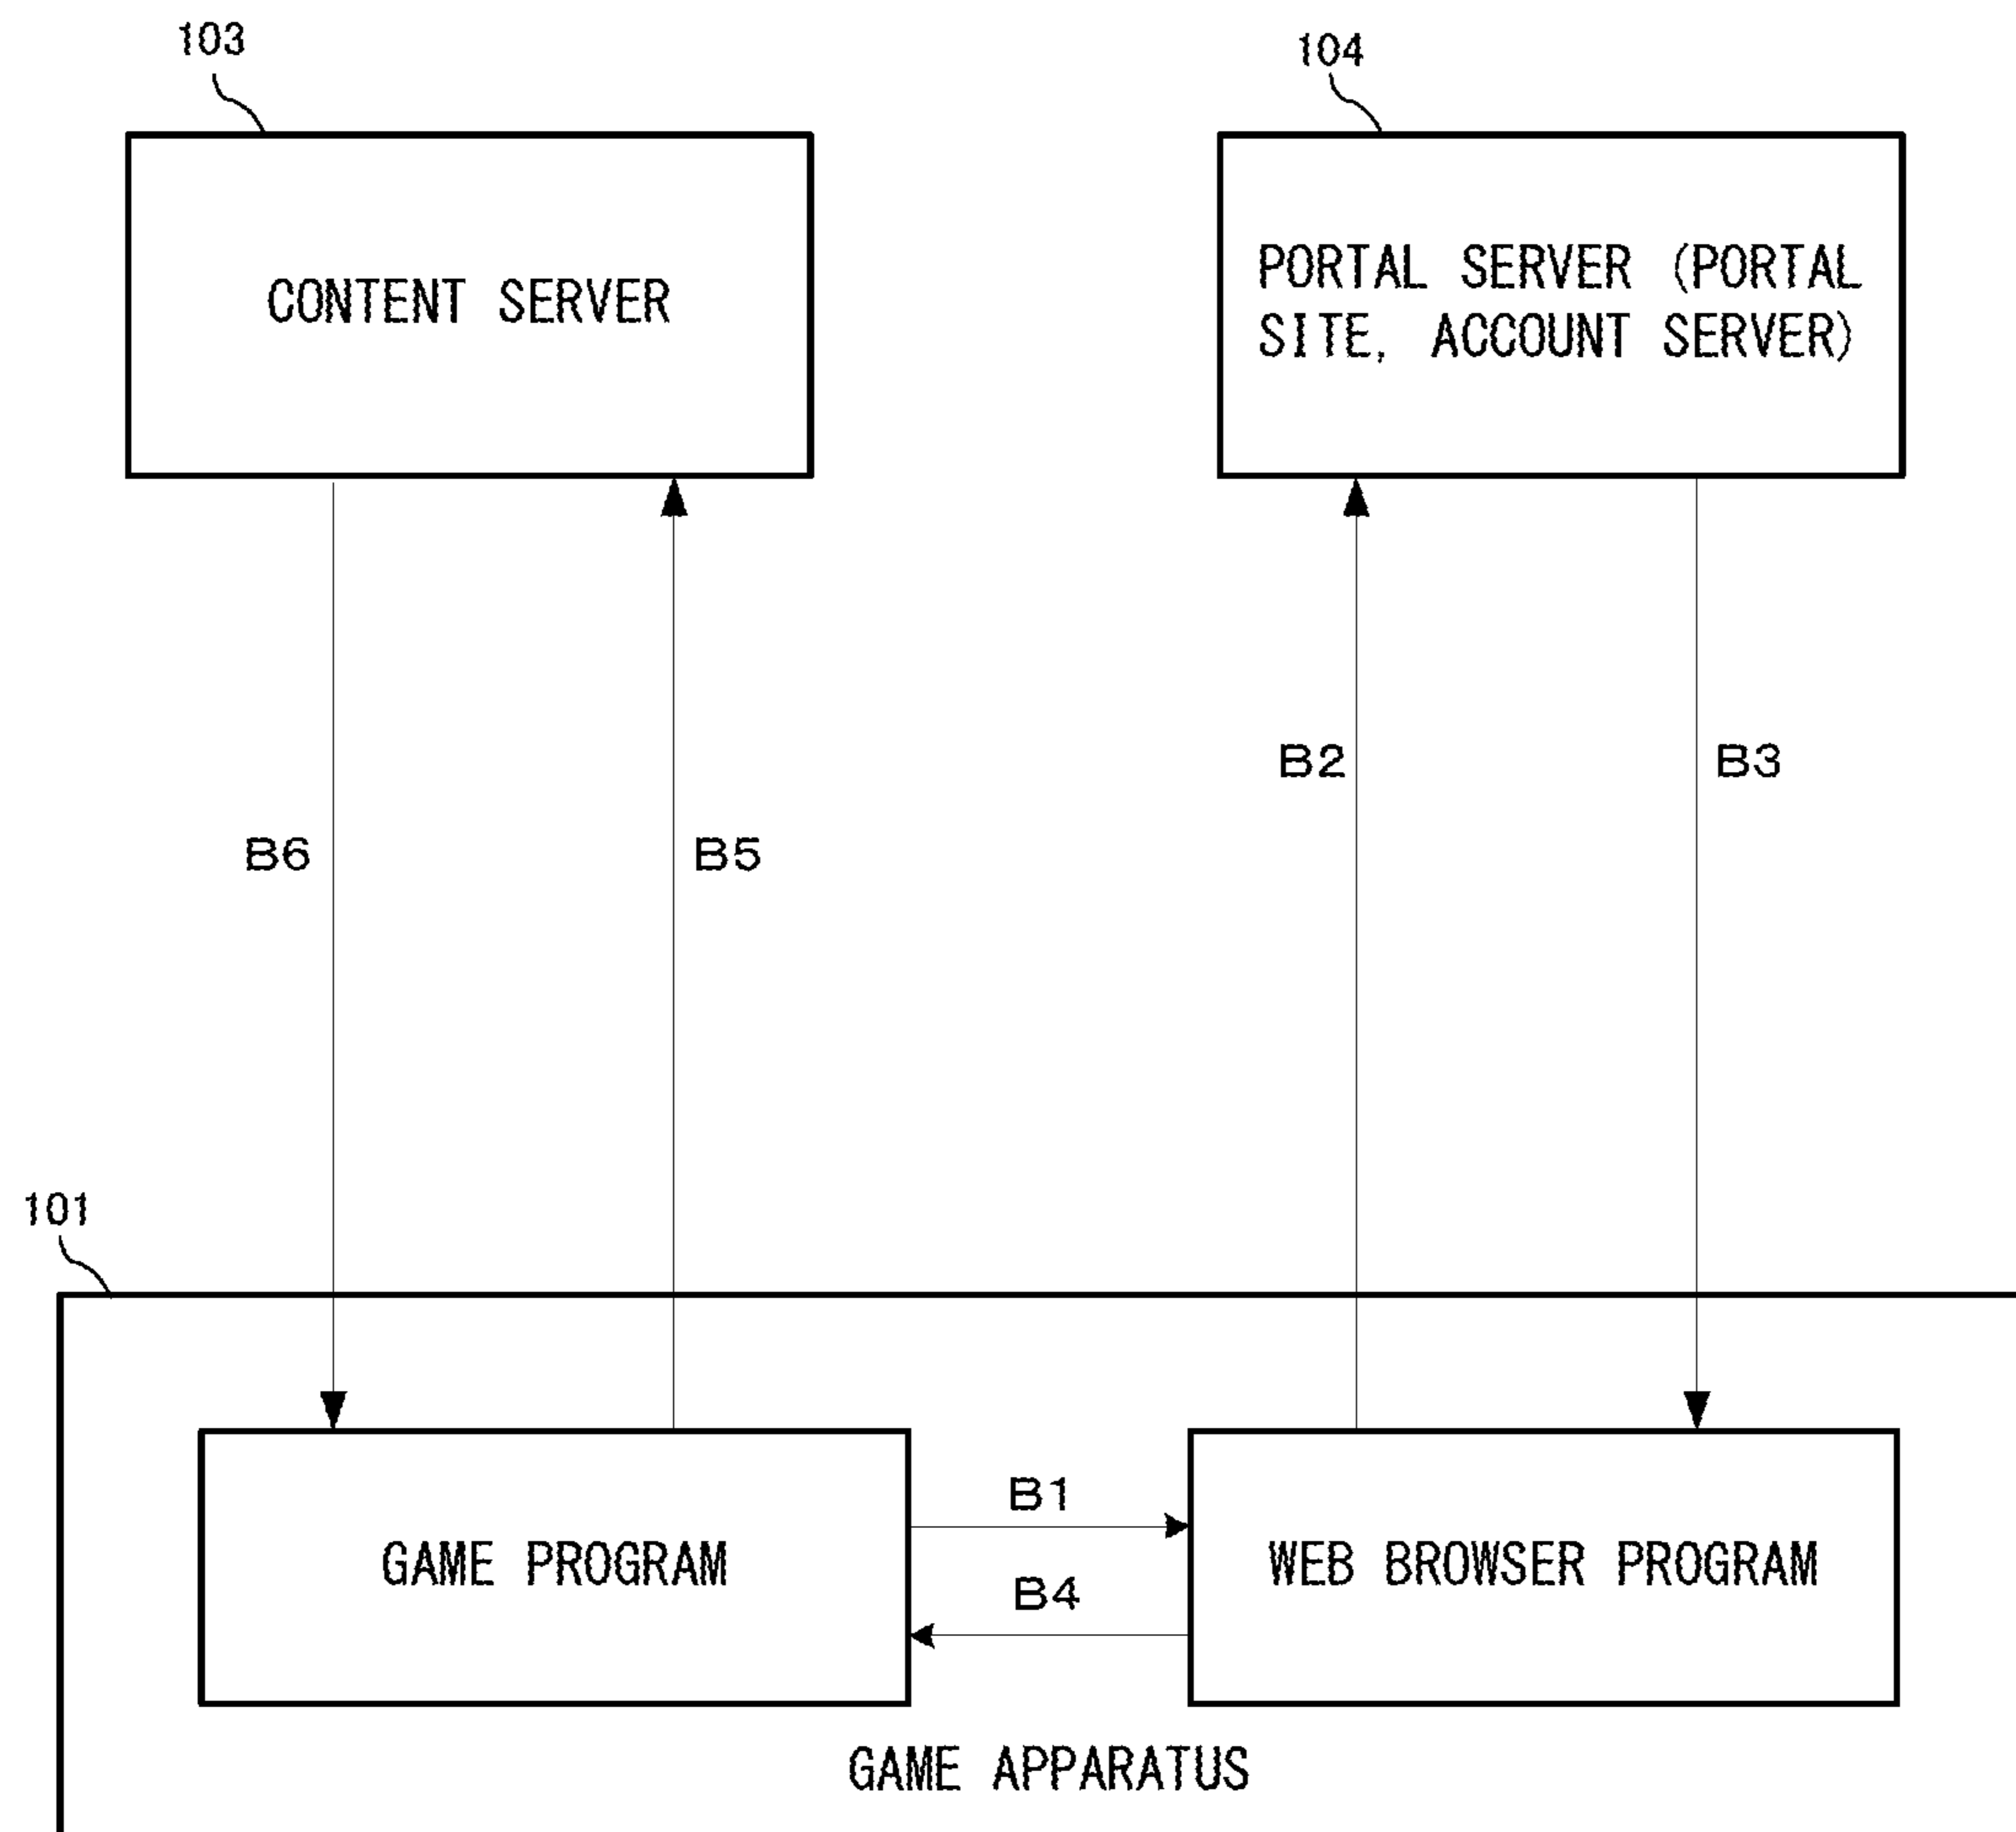 103
104
CONTENT SERVER
PORTAL SERVER (PORTAL
SITE, ACCOUNT SERVER)
B2
B3
B6
B5
101
B1
GAME PROGRAM
WEB BROWSER PROGRAM
B4
GAME APPARATUS